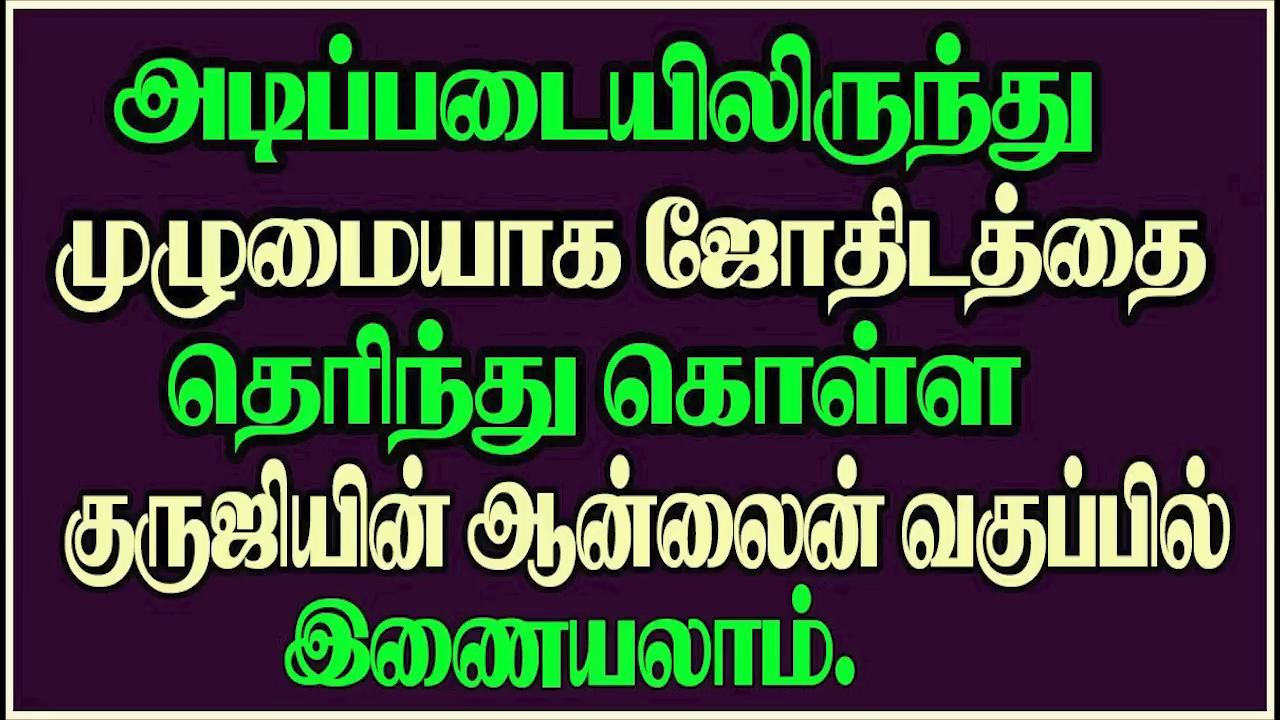 அடிப்படையிலிருந்து
முழுமையாக ஜோதிடத்தை
தெரிந்து கொள்ள
குருஜியின் ஆன்லைன் வகுப்பில்
இணையலாம்.